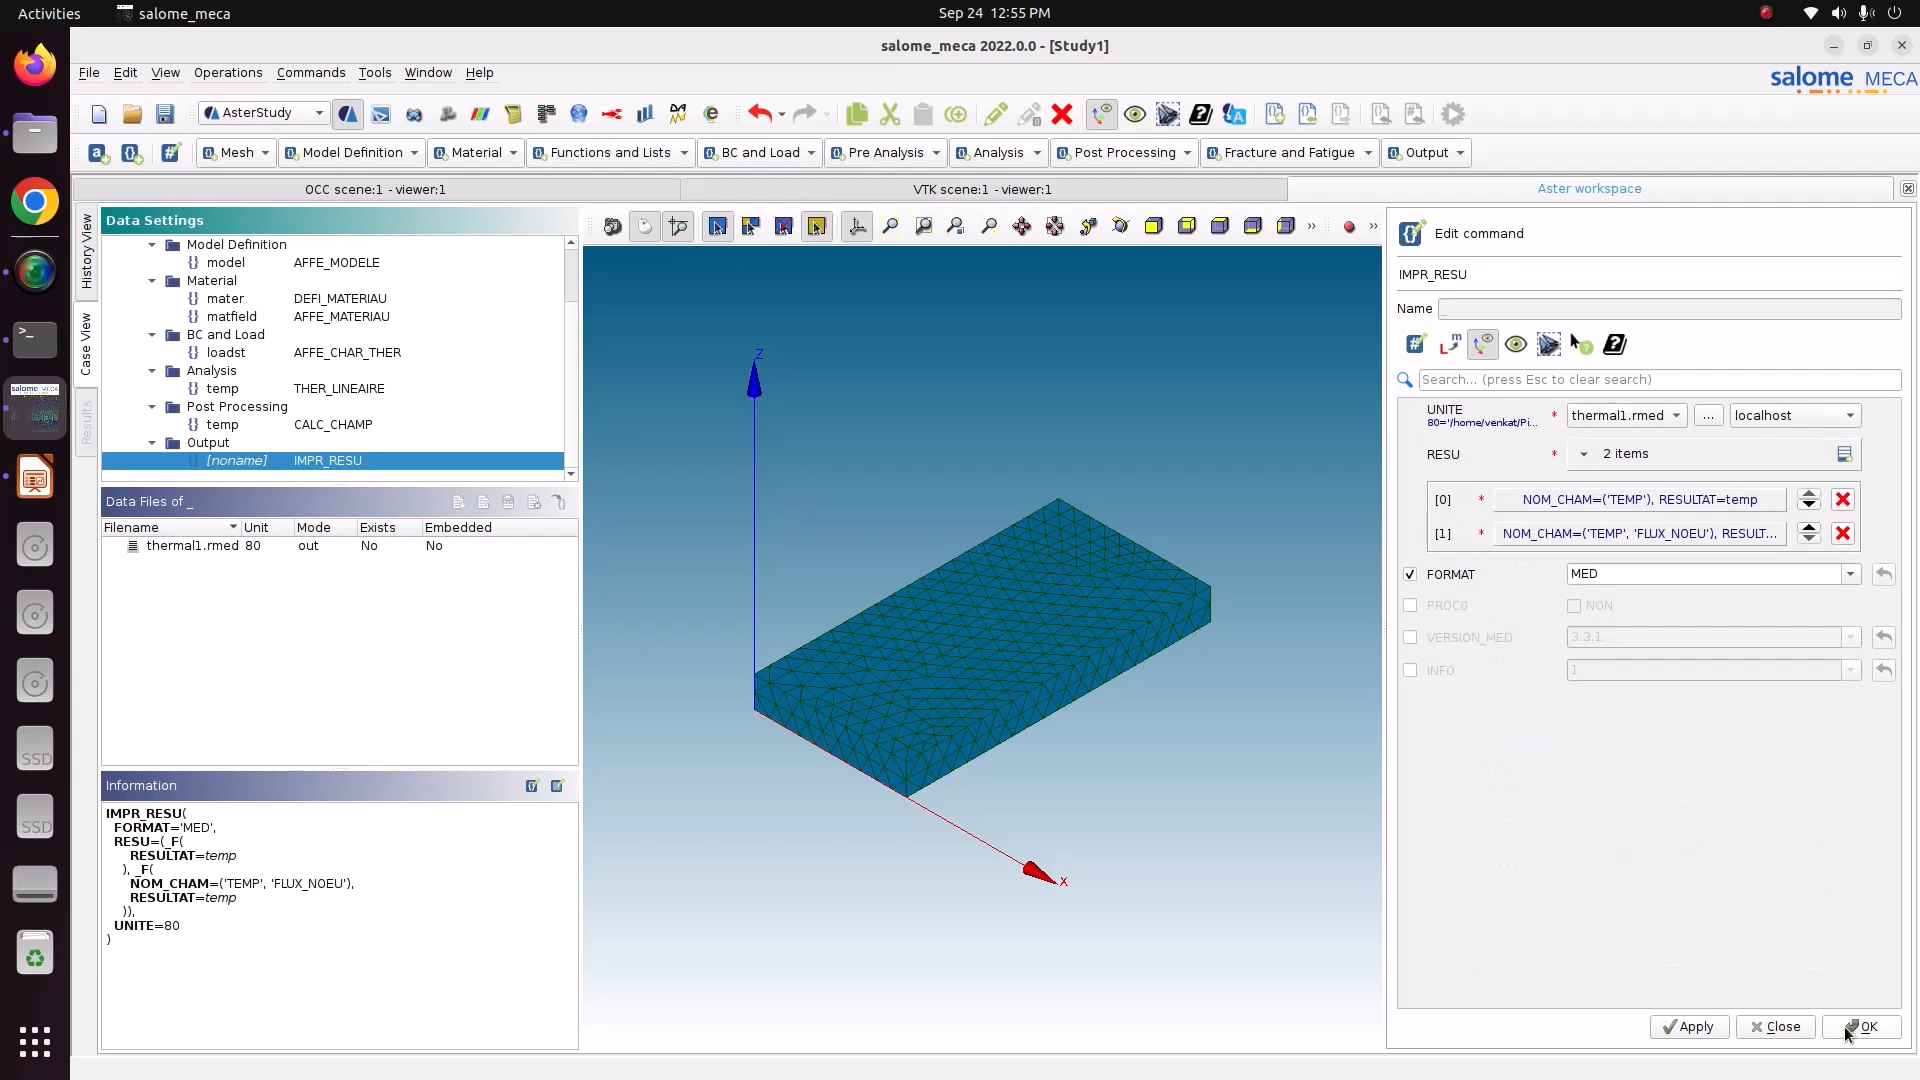 Activities
salome_meca
Sep 24 12:55 PM
salome_meca 2022.0.0 - [Study1]
File Edit View Operations Commands Tools Window Help
salome MECA
AsterStudy
Mesh Model Definition Material Functions and Lists BC and Load Pre Analysis Analysis Post Processing Fracture and Fatigue Output
OCC scene:1 - viewer:1
VTK scene:1 - viewer:1
Aster workspace
History View
Case View
Results
Data Settings
Model Definition
model AFFE_MODELE
Material
mater DEFI_MATERIAU
matfield AFFE_MATERIAU
BC and Load
loadst AFFE_CHAR_THER
Analysis
temp THER_LINEAIRE
Post Processing
temp CALC_CHAMP
Output
[noname] IMPR_RESU
Data Files of _
Filename Unit Mode Exists Embedded
thermal1.rmed 80 out No No
Information
IMPR_RESU(
FORMAT='MED',
RESU=(_F(
RESULTAT=temp
), _F(
NOM_CHAM=('TEMP', 'FLUX_NOEU'),
RESULTAT=temp
)),
UNITE=80
)
Z
X
Edit command
IMPR_RESU
Name _
Search... (press Esc to clear search)
UNITE * thermal1.rmed ... localhost
80='/home/venkat/Pi...
RESU * 2 items
[0] * NOM_CHAM=('TEMP'), RESULTAT=temp
[1] * NOM_CHAM=('TEMP', 'FLUX_NOEU'), RESULT...
FORMAT MED
PROC0 NON
VERSION_MED 3.3.1
INFO 1
Apply Close OK
SSD
SSD